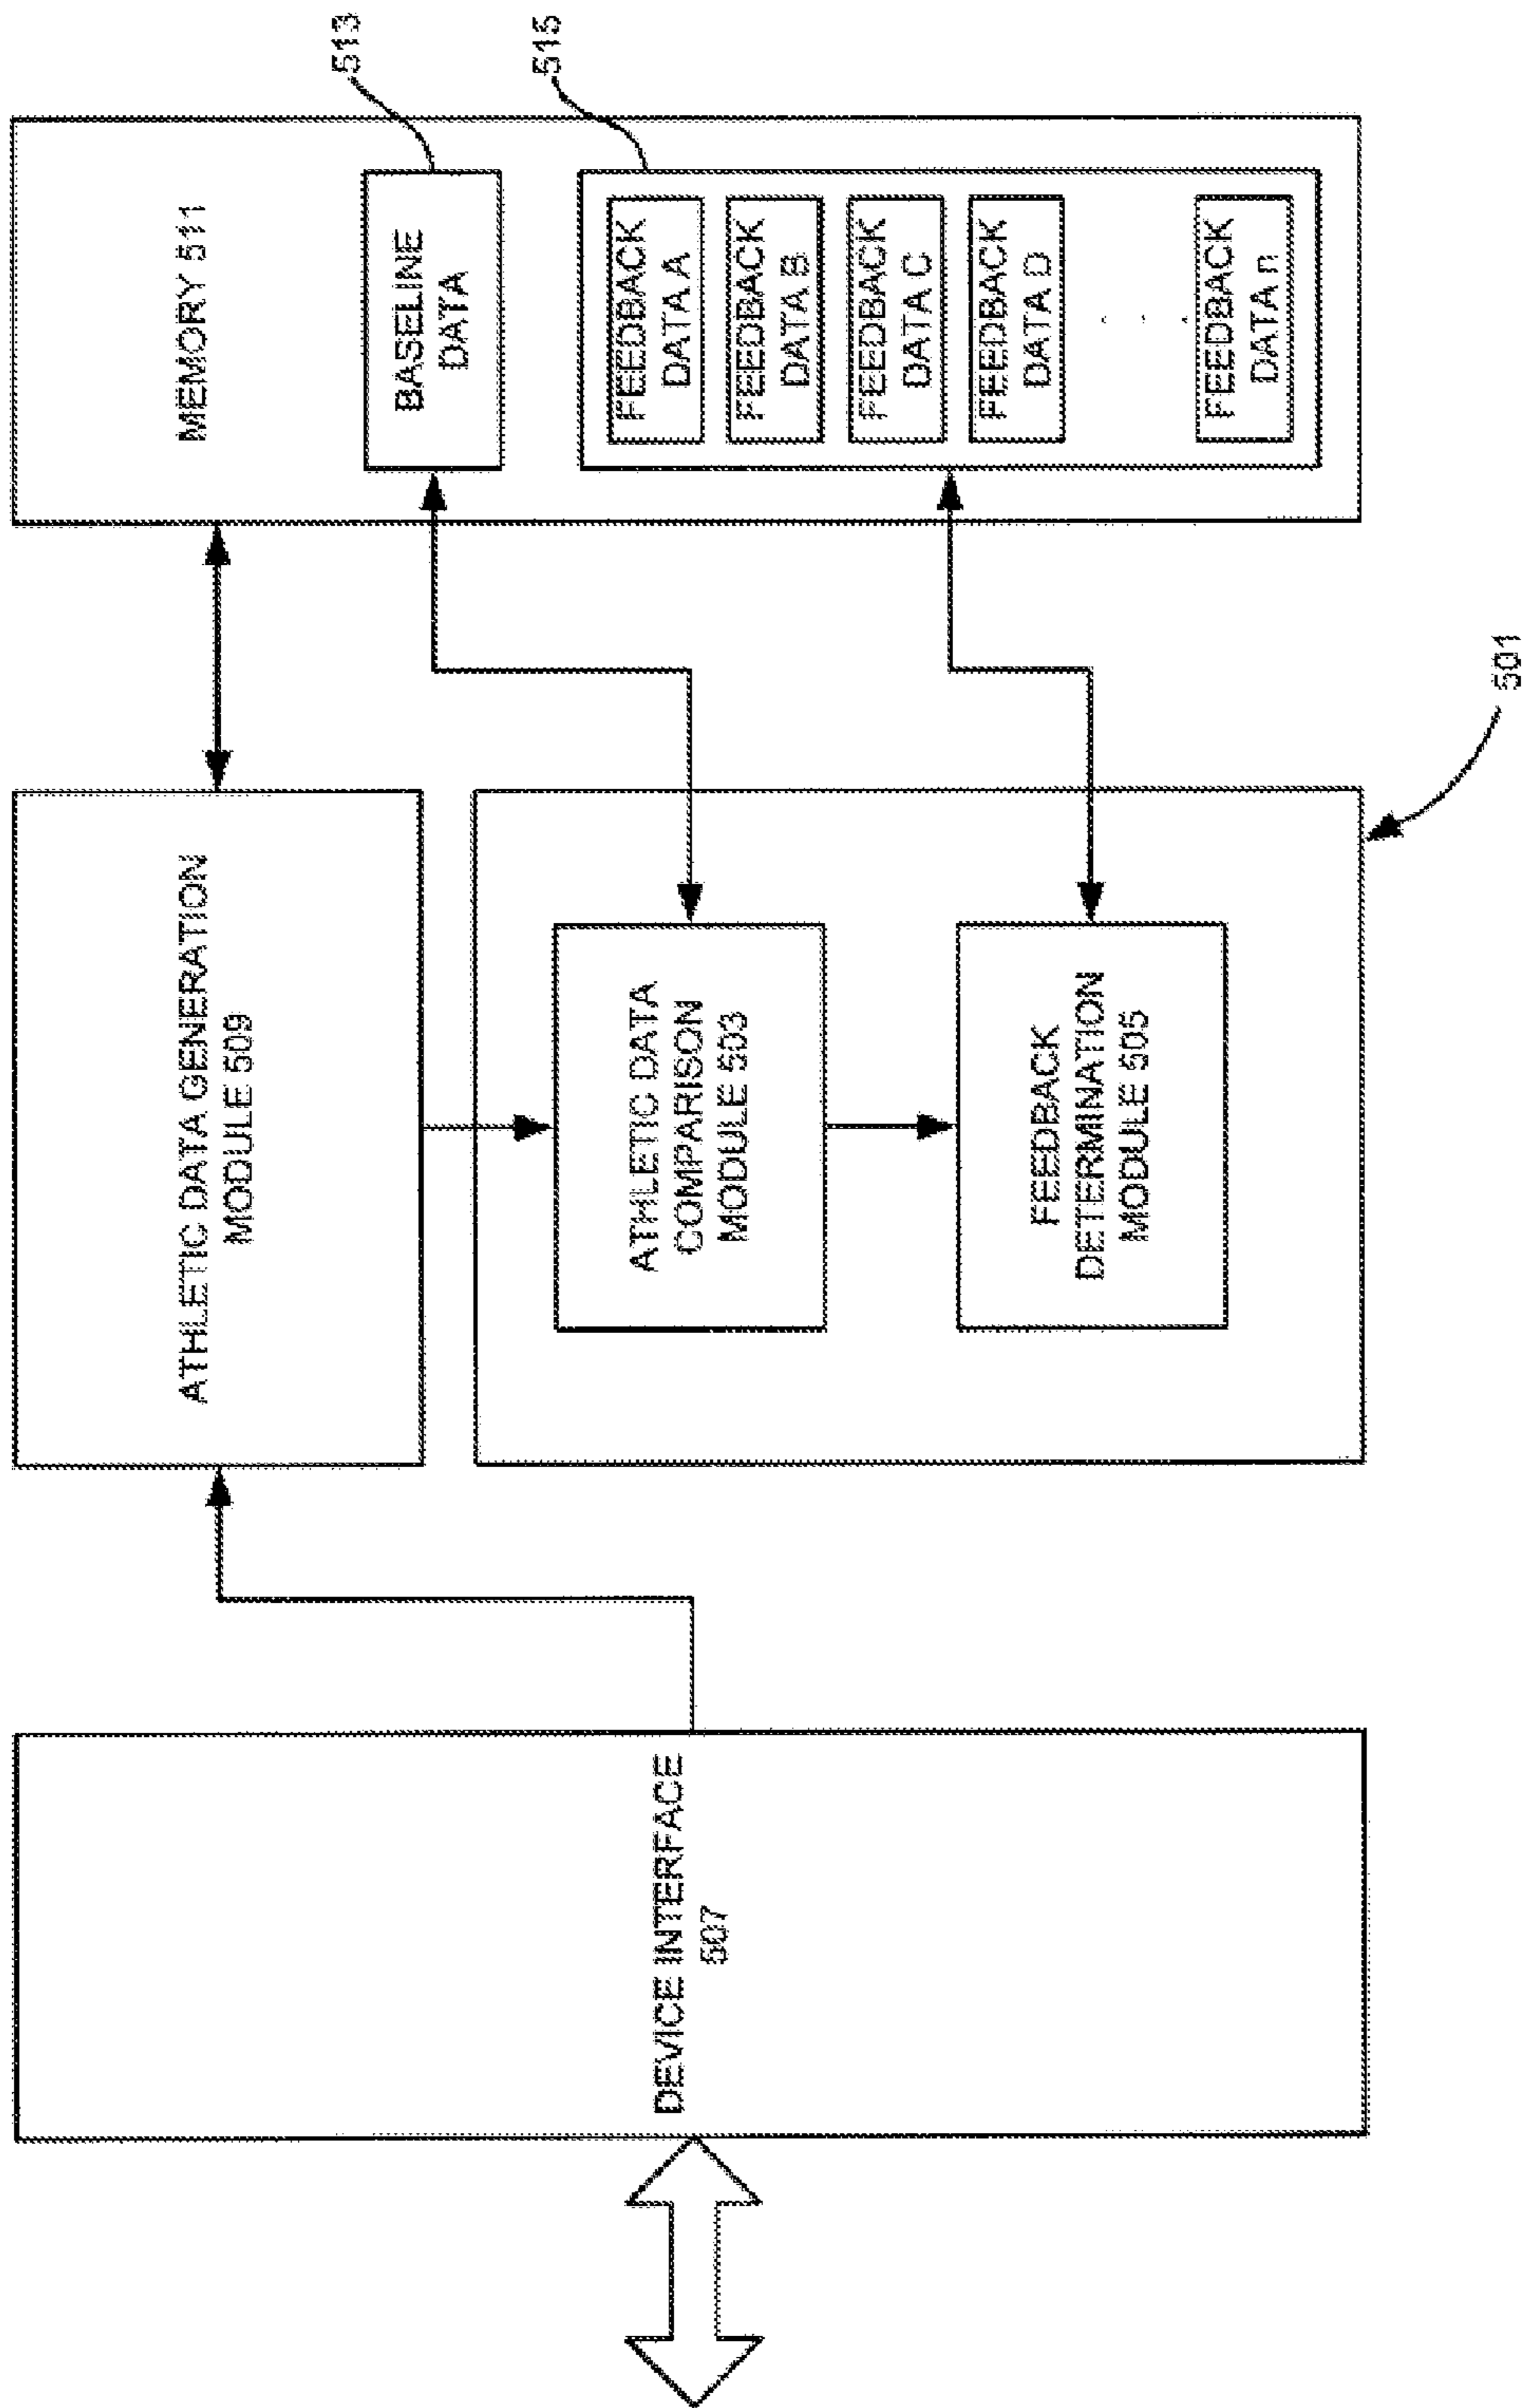 DEVICE INTERFACE
507
ATHLETIC DATA GENERATION
MODULE 509
ATHLETIC DATA
COMPARISON
MODULE 503
FEEDBACK
DETERMINATION
MODULE 505
501
MEMORY 511
BASELINE
DATA
513
515
FEEDBACK
DATA A
FEEDBACK
DATA B
FEEDBACK
DATA C
FEEDBACK
DATA D
. . . .
FEEDBACK
DATA n